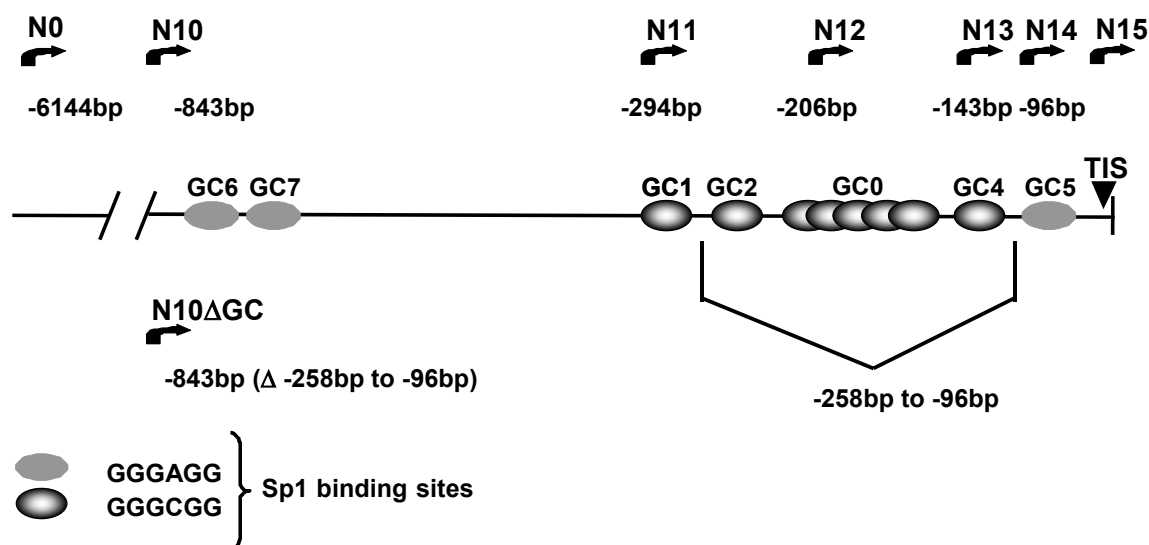 N0 N10 N11 N12 N13 N14 N15
-6144bp -843bp -294bp -206bp -143bp -96bp
TIS
GC6 GC7 GC1 GC2 GC0 GC4 GC5
N10ΔGC
-843bp (Δ -258bp to -96bp)
-258bp to -96bp
GGGAGG
GGGCGG
Sp1 binding sites